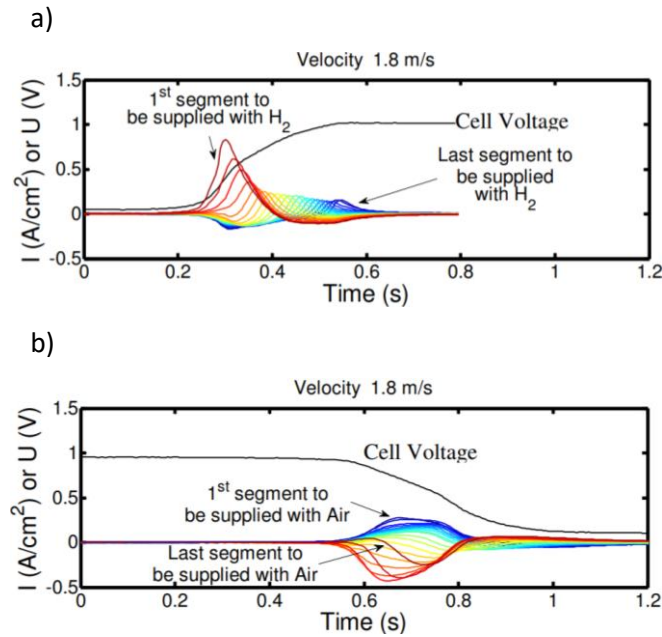 a)
Velocity 1.8 m/s
I (A/cm²) or U (V)
1.5
1
0.5
0
-0.5
1st segment to
be supplied with H2
Cell Voltage
Last segment to
be supplied
with H2
0 0.2 0.4 0.6 0.8 1 1.2
Time (s)
b)
Velocity 1.8 m/s
I (A/cm²) or U (V)
1.5
1
0.5
0
-0.5
Cell Voltage
1st segment to
be supplied with Air
Last segment to
be supplied with Air
0 0.2 0.4 0.6 0.8 1 1.2
Time (s)